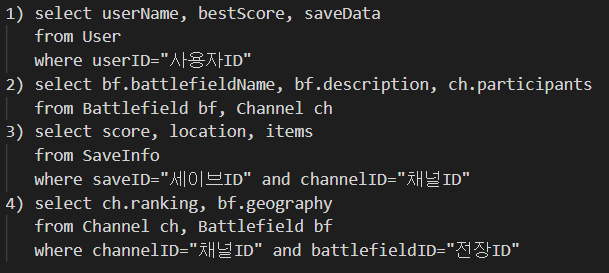 1) select userName, bestScore, saveData
from User
where userID="사용자ID"
2) select bf.battlefieldName, bf.description, ch.participants
from Battlefield bf, Channel ch
3) select score, location, items
from SaveInfo
where saveID="세이브ID" and channelID="채널ID"
4) select ch.ranking, bf.geography
from Channel ch, Battlefield bf
where channelID="채널ID" and battlefieldID="전장ID"